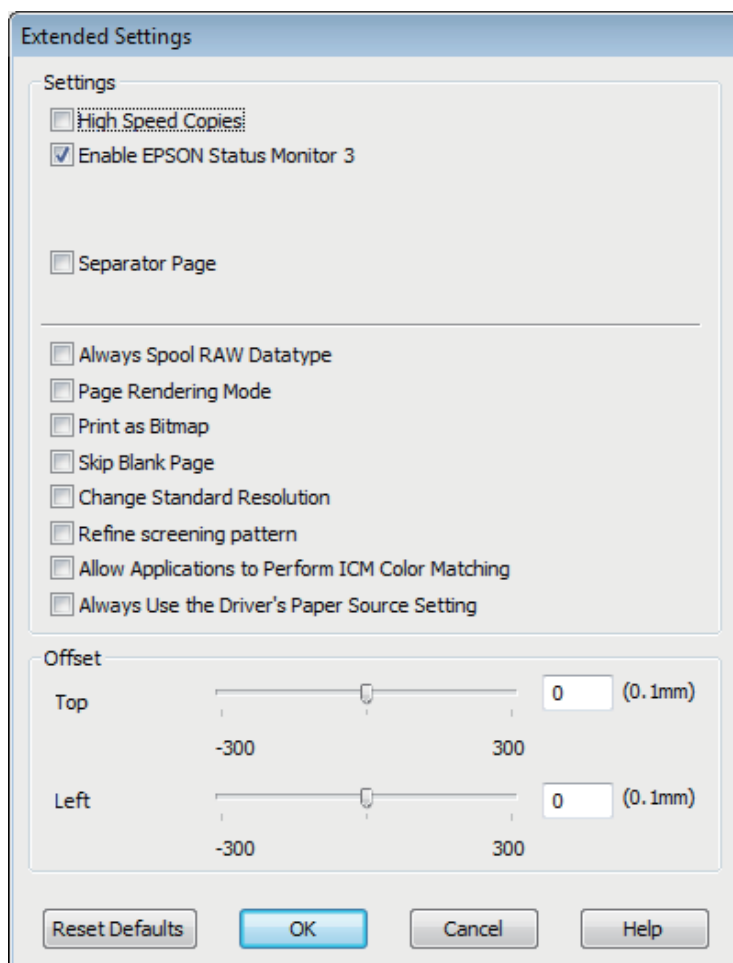 Extended Settings
Settings
High Speed Copies
Enable EPSON Status Monitor 3
Separator Page
Always Spool RAW Datatype
Page Rendering Mode
Print as Bitmap
Skip Blank Page
Change Standard Resolution
Refine screening pattern
Allow Applications to Perform ICM Color Matching
Always Use the Driver's Paper Source Setting
Offset
Top 0 (0.1mm)
-300 300
Left 0 (0.1mm)
-300 300
Reset Defaults OK Cancel Help